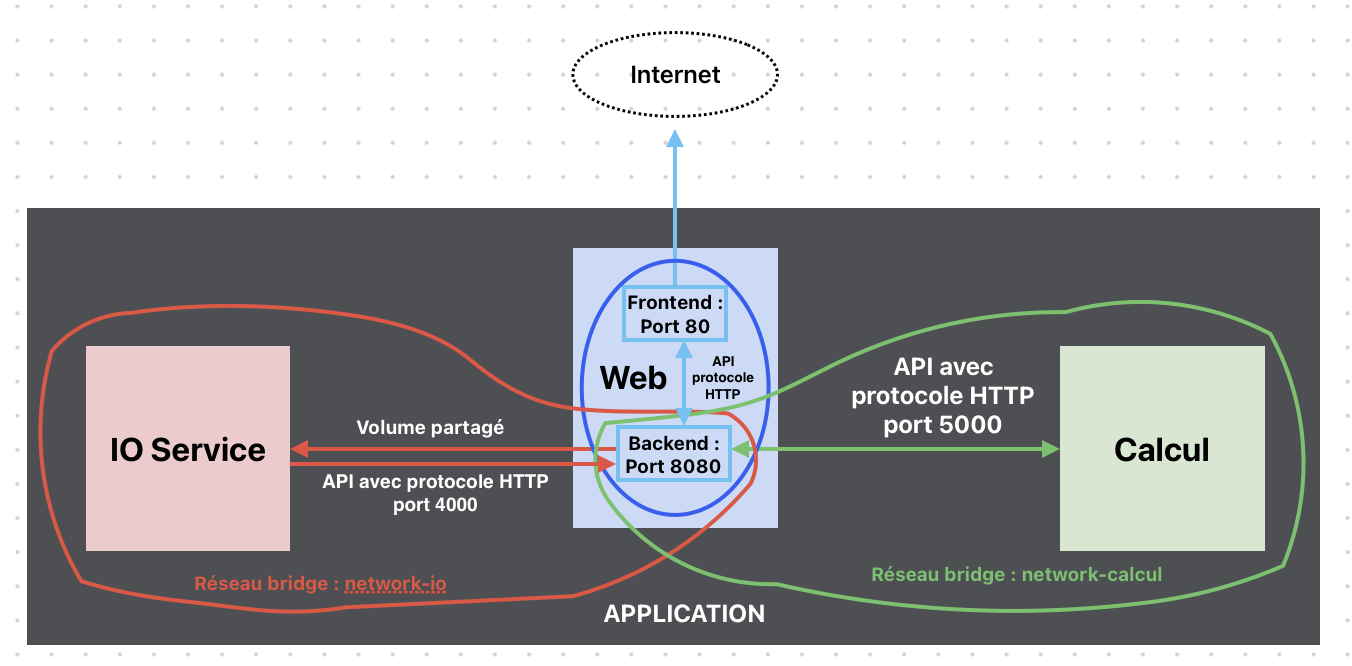 Internet
Frontend :
Port 80
Web
API
protocole
HTTP
Backend :
Port 8080
IO Service
Volume partagé
API avec protocole HTTP
port 4000
API avec
protocole HTTP
port 5000
Calcul
Réseau bridge : network-io
Réseau bridge : network-calcul
APPLICATION